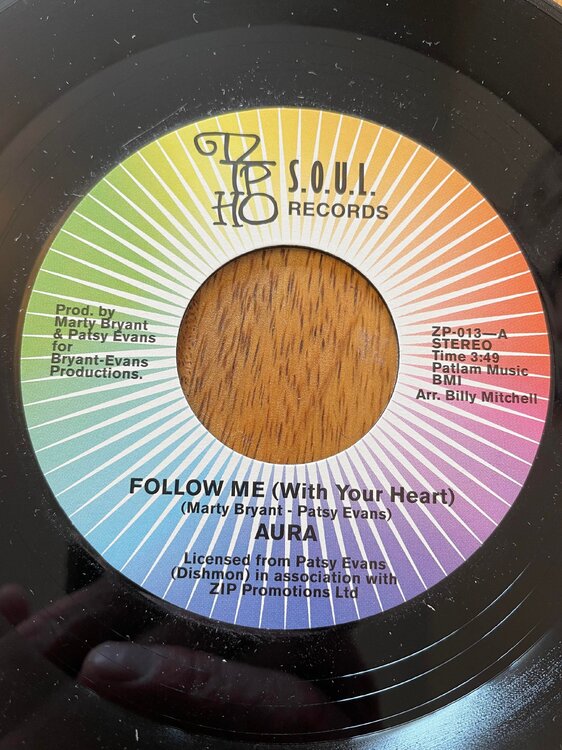 S.O.U.L.
RECORDS
Prod. by
Marty Bryant
& Patsy Evans
for
Bryant-Evans
Productions.
ZP-013—A
STEREO
Time 3:49
Patlam Music
BMI
Arr. Billy Mitchell
FOLLOW ME (With Your Heart)
(Marty Bryant - Patsy Evans)
AURA
Licensed from Patsy Evans
(Dishmon) in association with
ZIP Promotions Ltd